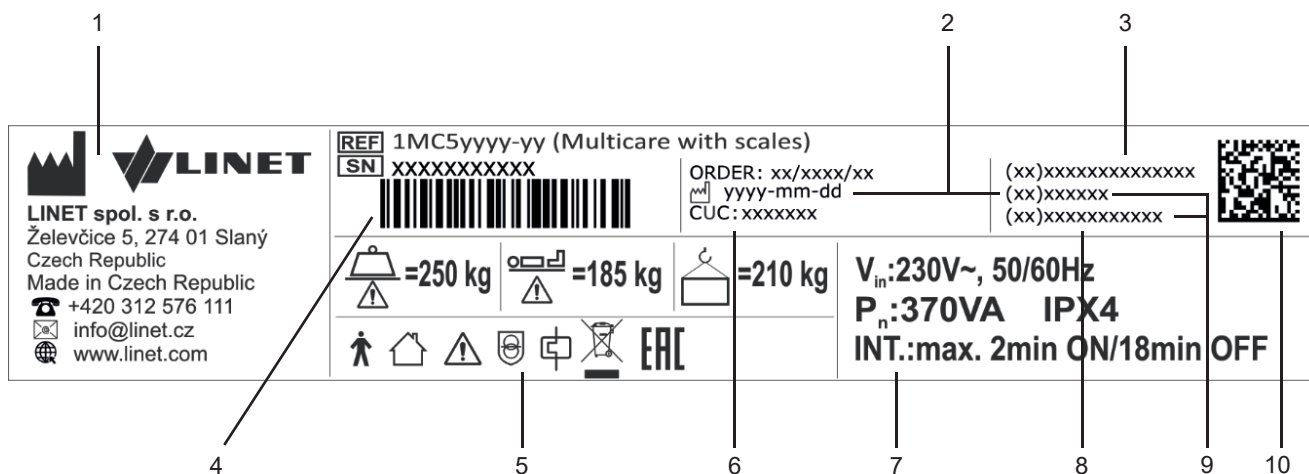 1
2
3
LINET
LINET spol. s r.o.
Želevčice 5, 274 01 Slaný
Czech Republic
Made in Czech Republic
+420 312 576 111
info@linet.cz
www.linet.com
REF 1MC5yyyy-yy (Multicare with scales)
SN xxxxxxxxxxx
ORDER: xx/xxxx/xx
yyyy-mm-dd
CUC:xxxxxxx
(xx)xxxxxxxxxxxxxx
(xx)xxxxxx
(xx)xxxxxxxxxxx
=250 kg
=185 kg
=210 kg
EAC
Vin:230V~, 50/60Hz
Pn:370VA IPX4
INT.:max. 2min ON/18min OFF
4
5
6
7
8
9
10